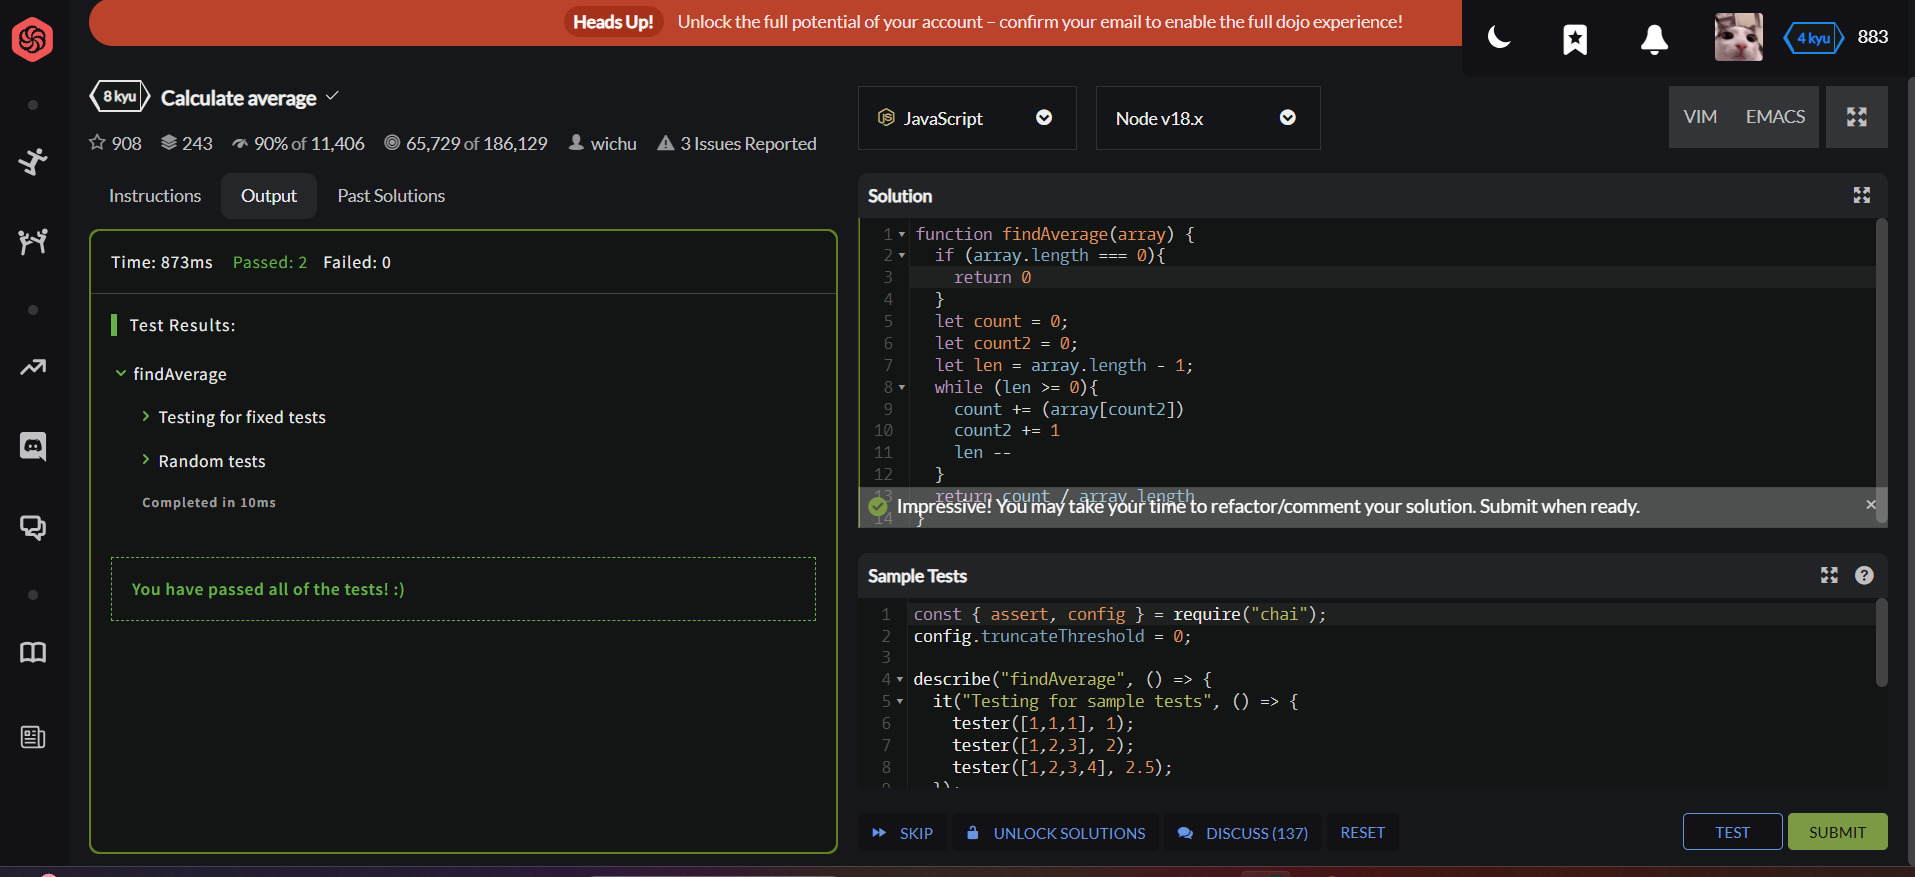 Heads Up! Unlock the full potential of your account – confirm your email to enable the full dojo experience!
4 kyu 883
8 kyu Calculate average
908 243 90% of 11,406 65,729 of 186,129 wichu 3 Issues Reported
Instructions Output Past Solutions
Time: 873ms Passed: 2 Failed: 0
Test Results:
findAverage
Testing for fixed tests
Random tests
Completed in 10ms
You have passed all of the tests! :)
JS JavaScript Node v18.x VIM EMACS
Solution
1 function findAverage(array) {
2 if (array.length === 0){
3 return 0
4 }
5 let count = 0;
6 let count2 = 0;
7 let len = array.length - 1;
8 while (len >= 0){
9 count += (array[count2])
10 count2 += 1
11 len --
12 }
13 return count / array.length
14 }
Impressive! You may take your time to refactor/comment your solution. Submit when ready. ×
Sample Tests ?
1 const { assert, config } = require("chai");
2 config.truncateThreshold = 0;
3
4 describe("findAverage", () => {
5 it("Testing for sample tests", () => {
6 tester([1,1,1], 1);
7 tester([1,2,3], 2);
8 tester([1,2,3,4], 2.5);
9 });
SKIP UNLOCK SOLUTIONS DISCUSS (137) RESET TEST SUBMIT